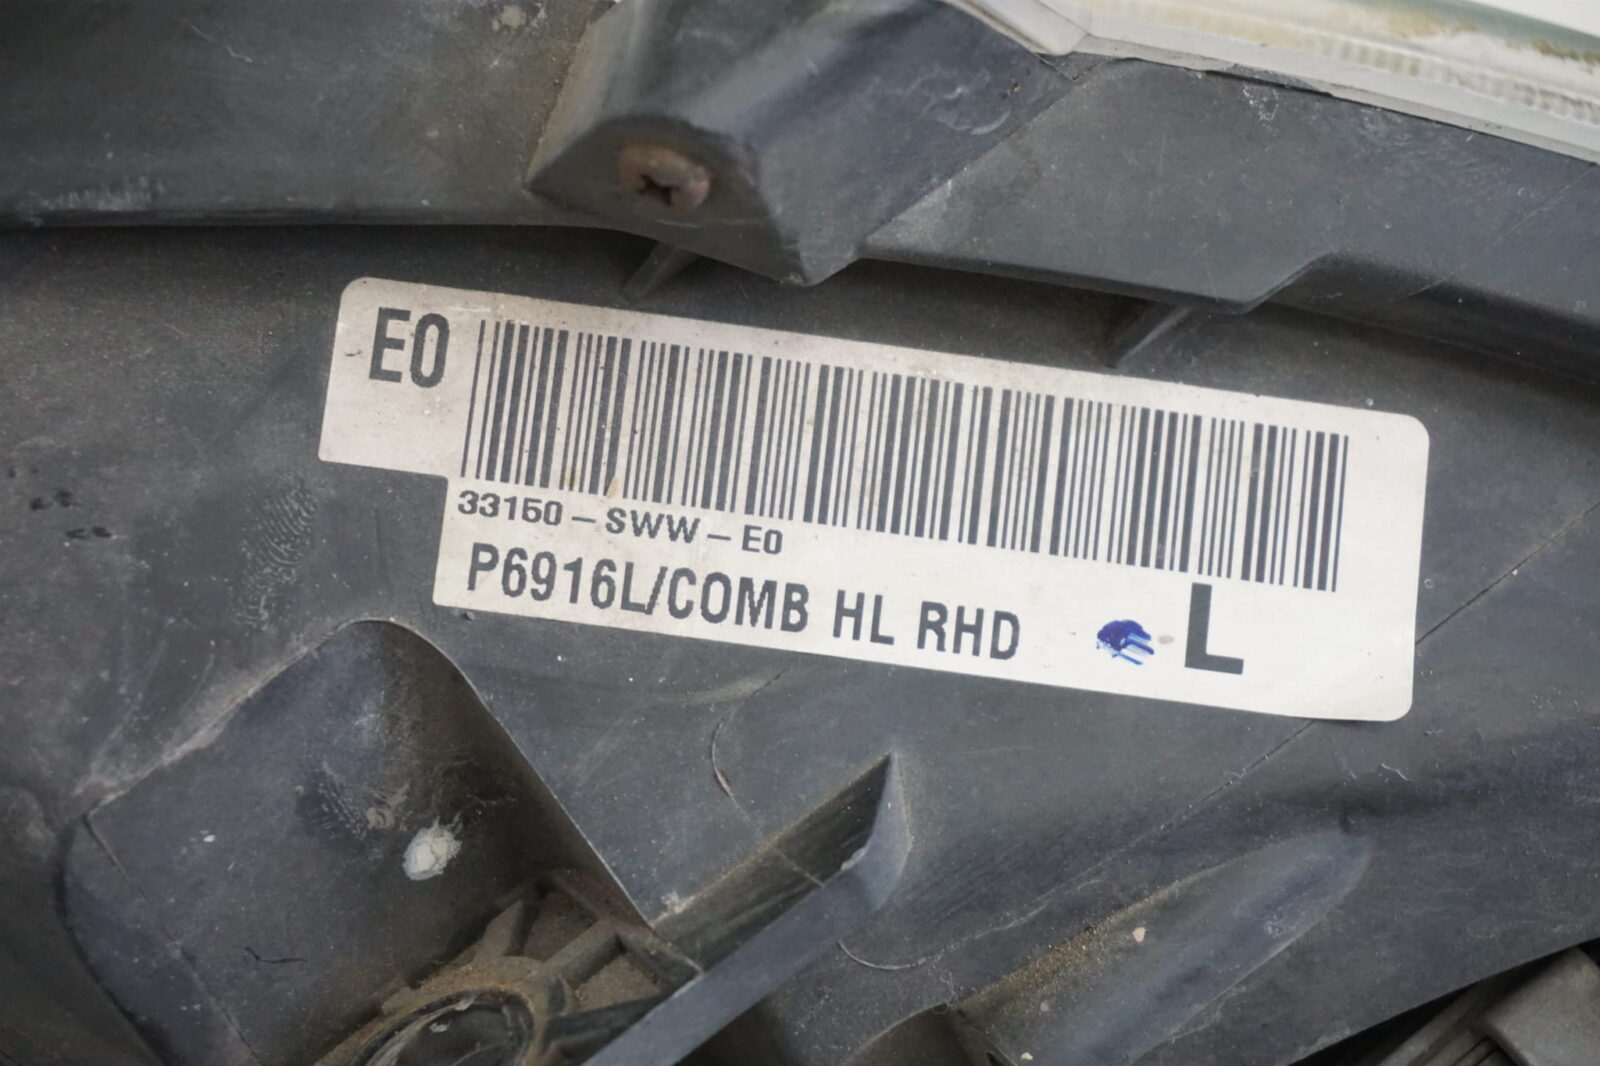 E0
33150-SWW-E0
P6916L/COMB HL RHD
L